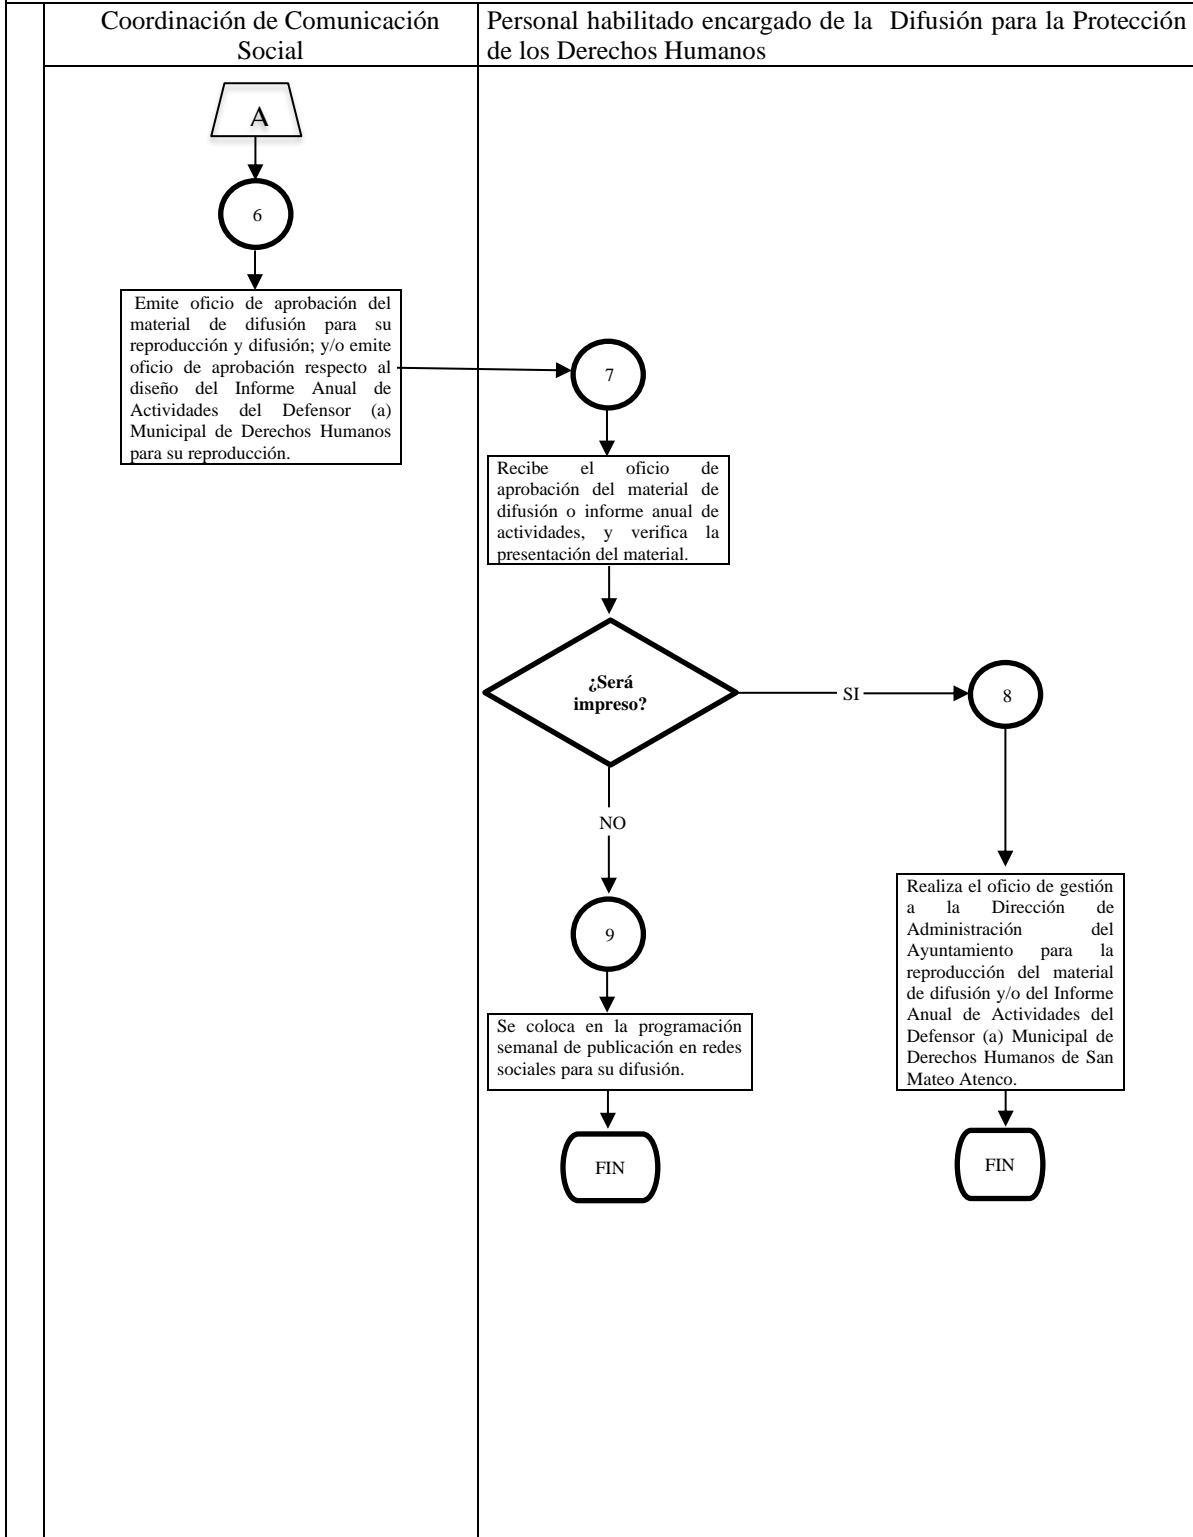 Coordinación de Comunicación
Social
Personal habilitado encargado de la Difusión para la Protección
de los Derechos Humanos
A
6
Emite oficio de aprobación del
material de difusión para su
reproducción y difusión; y/o emite
oficio de aprobación respecto al
diseño del Informe Anual de
Actividades del Defensor (a)
Municipal de Derechos Humanos
para su reproducción.
7
Recibe el oficio de
aprobación del material de
difusión o informe anual de
actividades, y verifica la
presentación del material.
¿Será
impreso?
SI
8
NO
9
Realiza el oficio de gestión
a la Dirección de
Administración del
Ayuntamiento para la
reproducción del material
de difusión y/o del Informe
Anual de Actividades del
Defensor (a) Municipal de
Derechos Humanos de San
Mateo Atenco.
Se coloca en la programación
semanal de publicación en redes
sociales para su difusión.
FIN
FIN